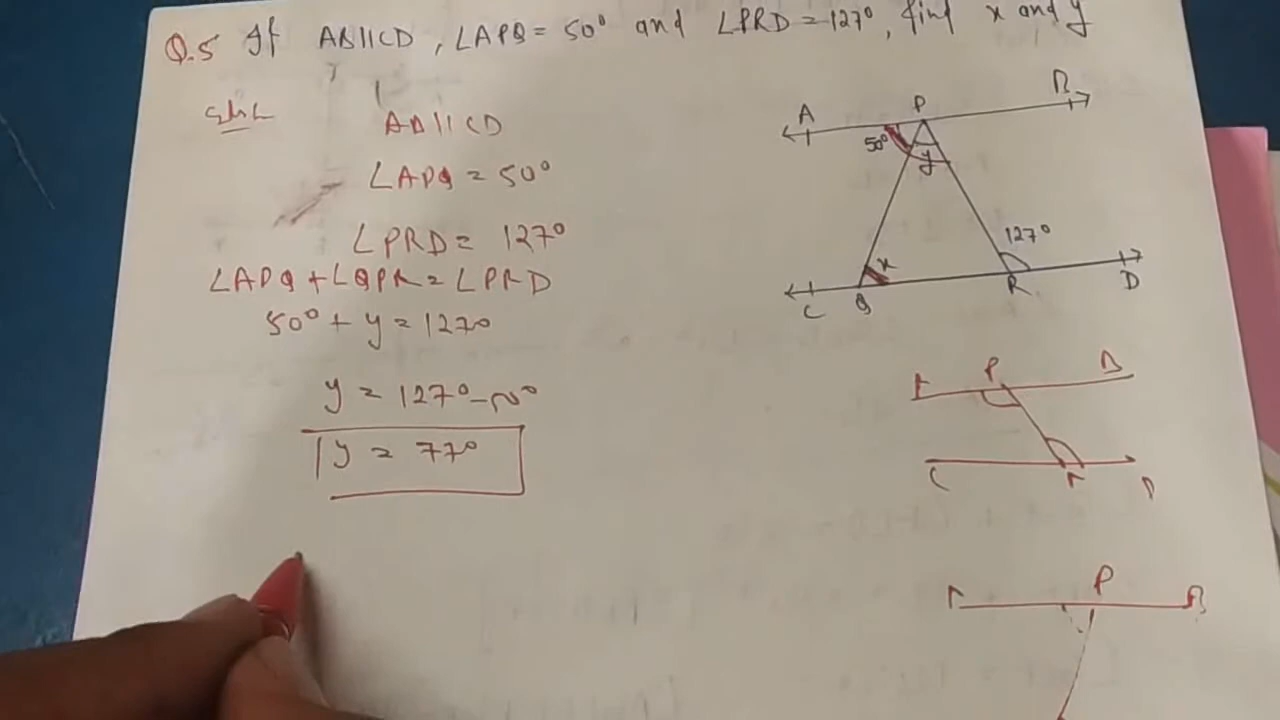 Q.5 If AB||CD, ∠APQ = 50° and ∠PRD = 127°, find x and y
AB||CD
∠APQ = 50°
∠PRD = 127°
∠APQ + ∠QPR = ∠PRD
50° + y = 127°
y = 127° - 50°
y = 77°
A P B
50° y
x 127°
C Q R D
A P B
C R D
A P B